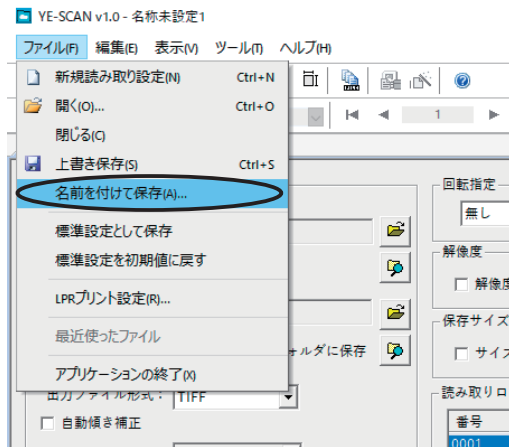 YE-SCAN v1.0 - 名称未設定1
ファイル(F) 編集(E) 表示(V) ツール(T) ヘルプ(H)
新規読み取り設定(N) Ctrl+N
開く(O)... Ctrl+O
閉じる(C)
上書き保存(S) Ctrl+S
名前を付けて保存(A)...
標準設定として保存
標準設定を初期値に戻す
LPRプリント設定(R)...
最近使ったファイル
アプリケーションの終了(X)
1
ォルダに保存
出力ファイル形式： TIFF
自動傾き補正
回転指定
無し
解像度
解像度
保存サイズ
サイズ
読み取りロ
番号
0001